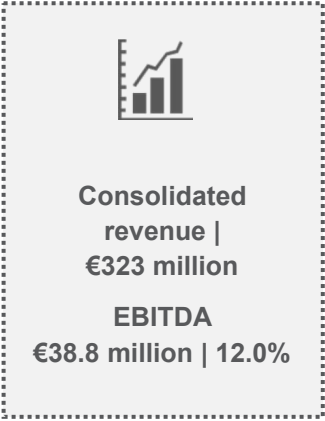 Consolidated
revenue |
€323 million
EBITDA
€38.8 million | 12.0%